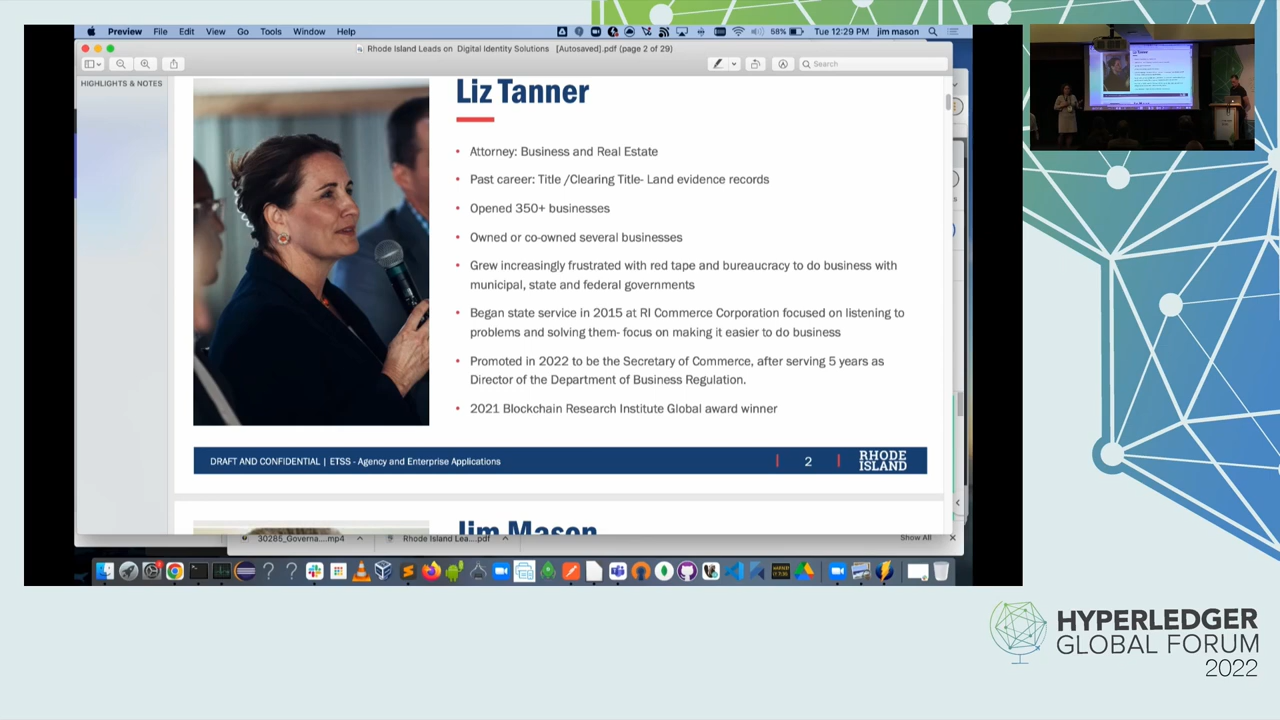 Preview File Edit View Go Tools Window Help
58% Tue 12:29 PM jim mason
Rhode Island Leads on Digital Identity Solutions [Autosaved].pdf (page 2 of 29)
Search
HIGHLIGHTS & NOTES
Liz Tanner
• Attorney: Business and Real Estate
• Past career: Title /Clearing Title- Land evidence records
• Opened 350+ businesses
• Owned or co-owned several businesses
• Grew increasingly frustrated with red tape and bureaucracy to do business with
municipal, state and federal governments
• Began state service in 2015 at RI Commerce Corporation focused on listening to
problems and solving them- focus on making it easier to do business
• Promoted in 2022 to be the Secretary of Commerce, after serving 5 years as
Director of the Department of Business Regulation.
• 2021 Blockchain Research Institute Global award winner
DRAFT AND CONFIDENTIAL | ETSS - Agency and Enterprise Applications
| 2 |
RHODE
ISLAND
Jim Mason
30285_Governa....mp4
Rhode Island Lea....pdf
Show All
HYPERLEDGER
GLOBAL FORUM
2022